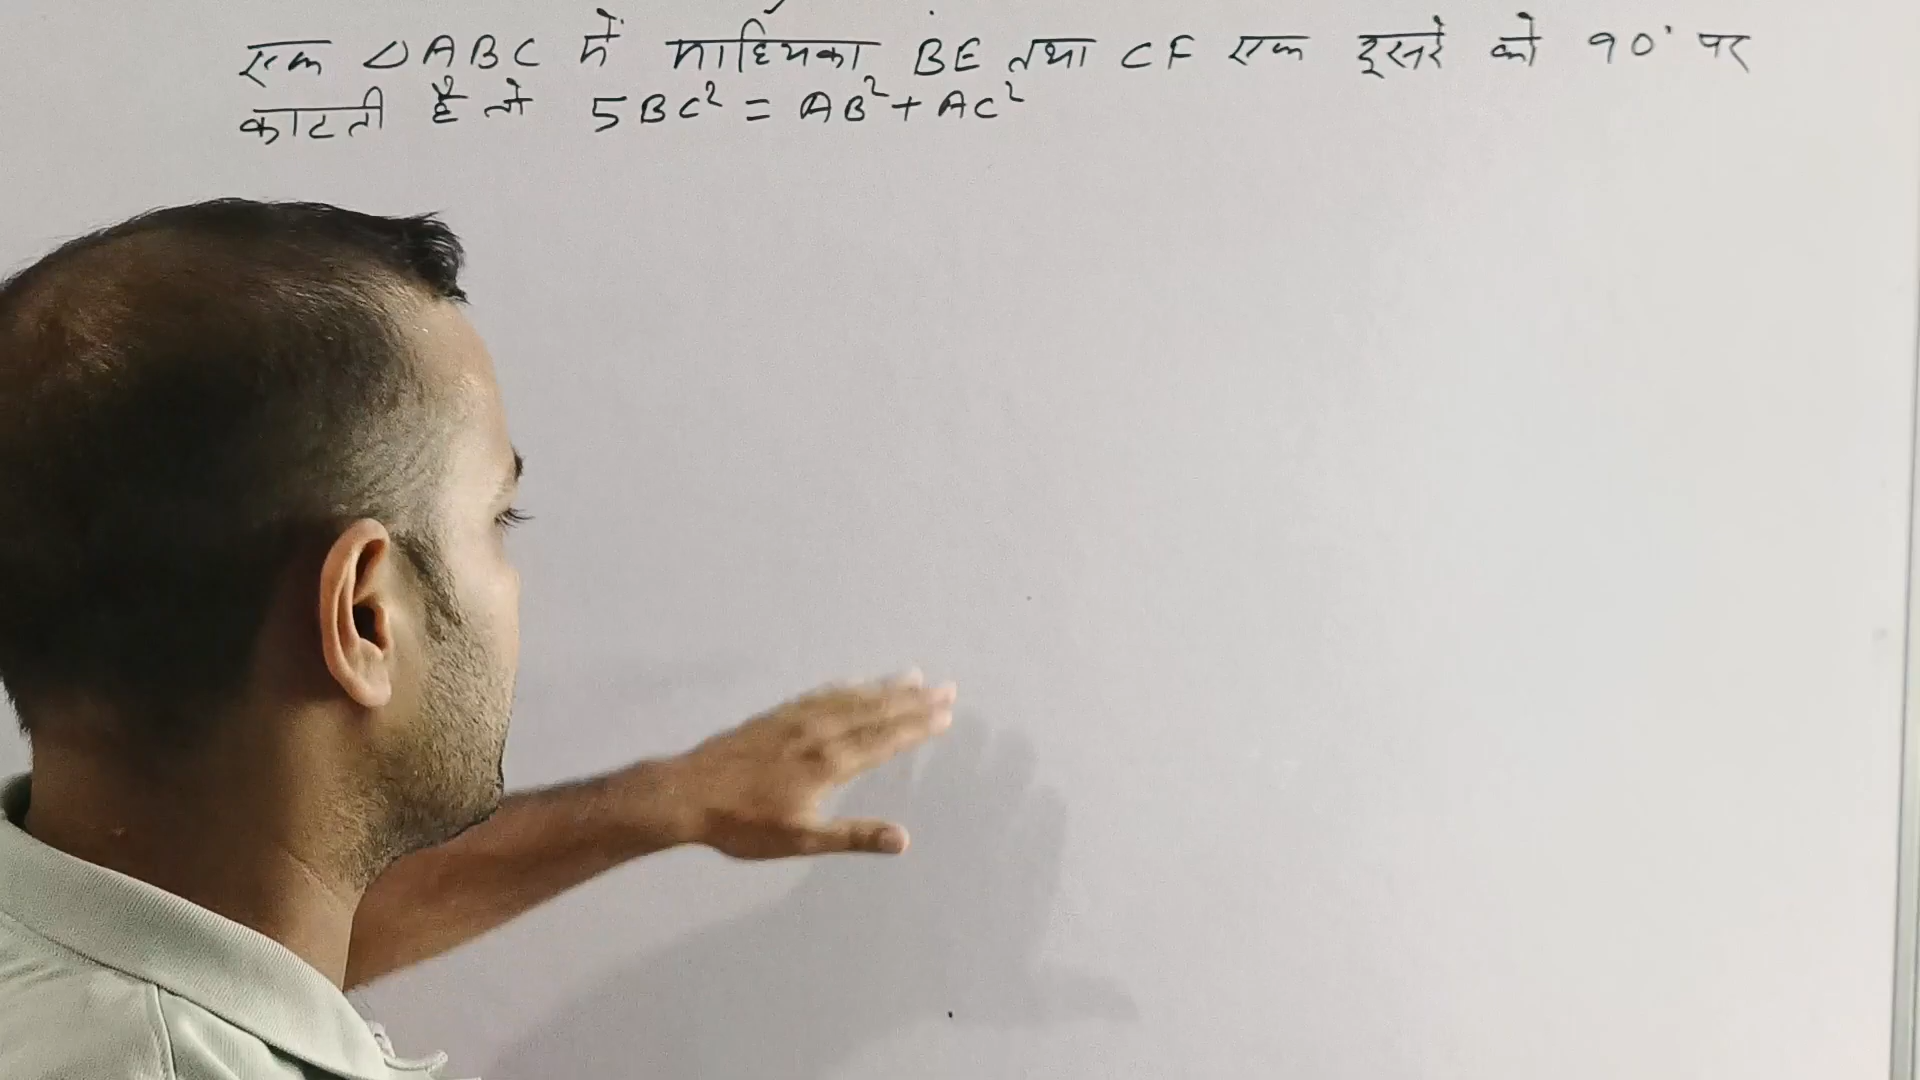 एक △ABC में माध्यिका BE तथा CF एक दूसरे को 90° पर
काटती है तो 5BC² = AB² + AC²